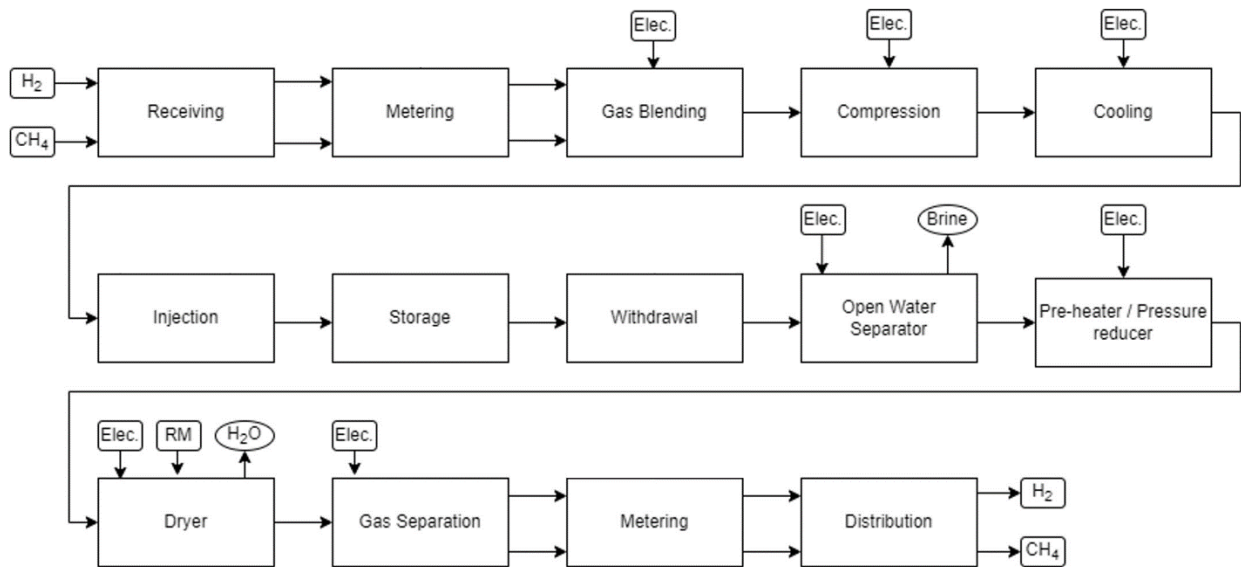 Elec.
Elec.
Elec.
H₂
CH₄
Receiving
Metering
Gas Blending
Compression
Cooling
Elec.
Brine
Elec.
Injection
Storage
Withdrawal
Open Water
Separator
Pre-heater / Pressure
reducer
Elec.
RM
H₂O
Elec.
Dryer
Gas Separation
Metering
Distribution
H₂
CH₄